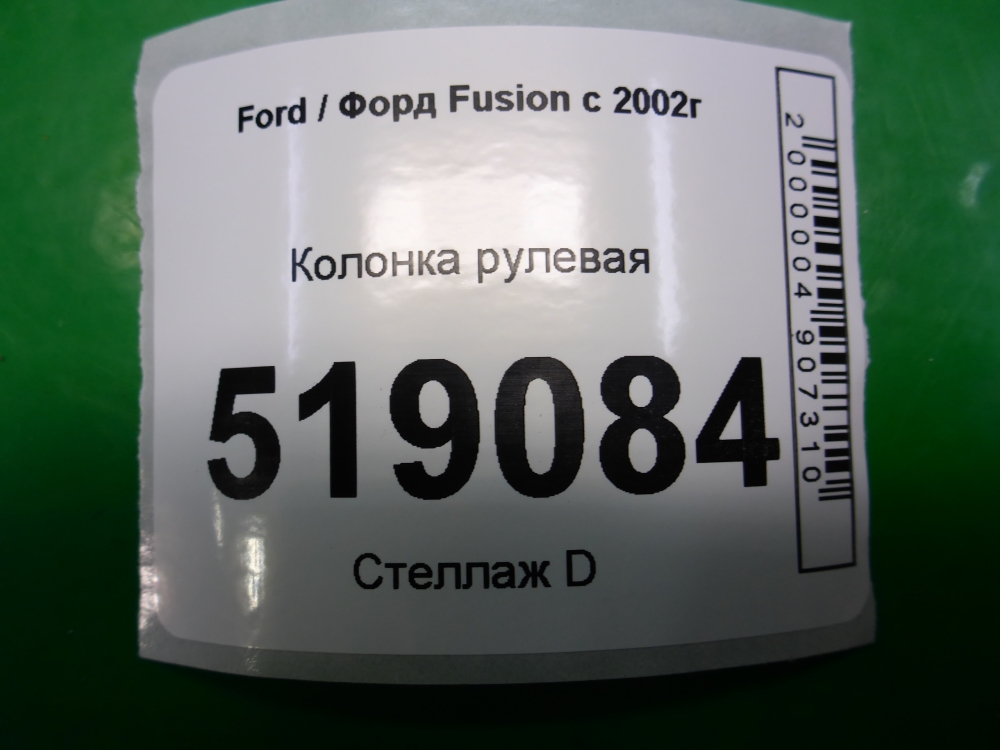 Ford / Форд Fusion с 2002г
Колонка рулевая
519084
Стеллаж D
2000004907310